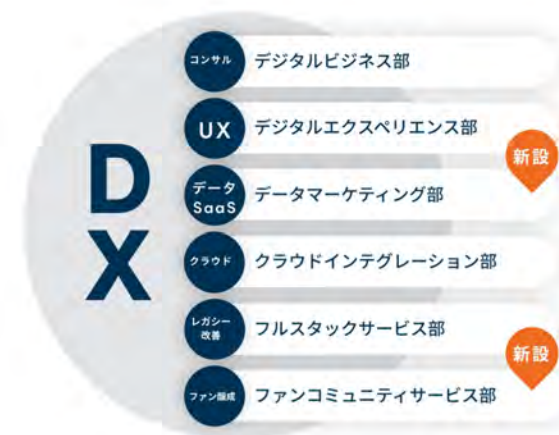 DX
コンサル
デジタルビジネス部
UX
デジタルエクスペリエンス部
新設
データ
SaaS
データマーケティング部
クラウド
クラウドインテグレーション部
レガシー
改善
フルスタックサービス部
新設
ファン醸成
ファンコミュニティサービス部